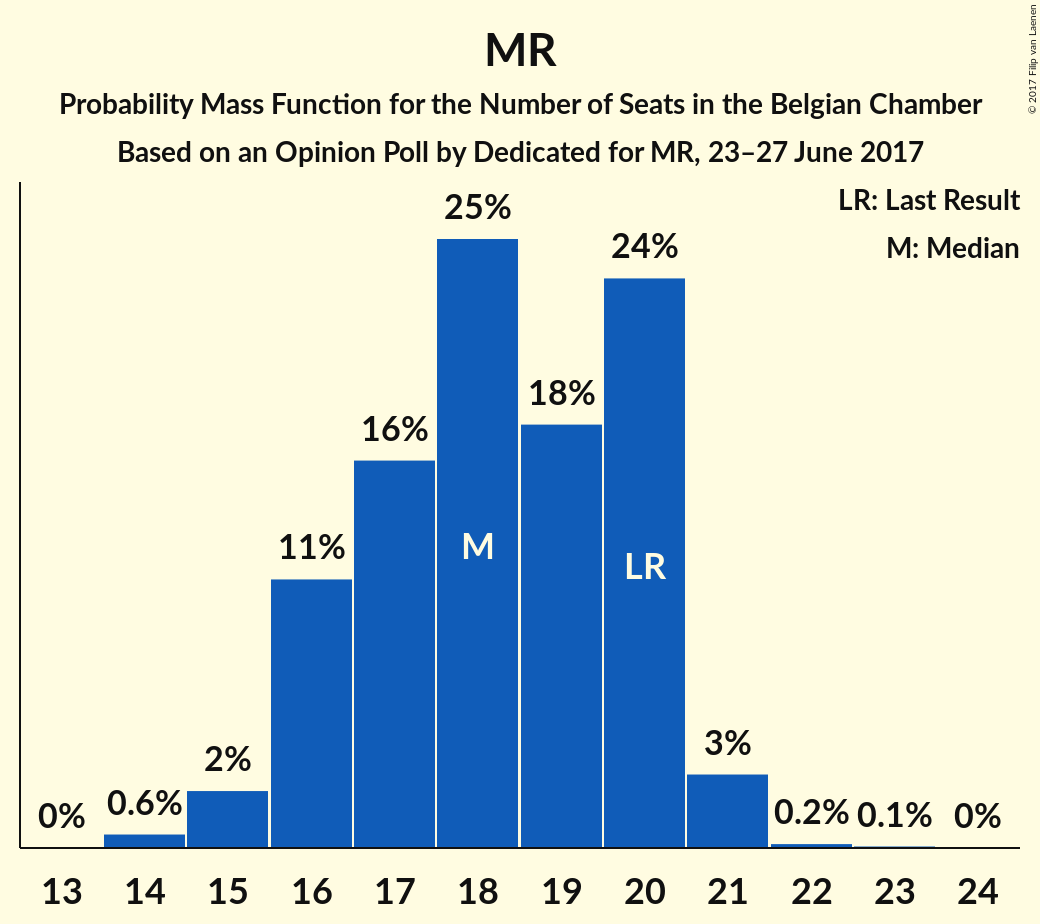 MR
Probability Mass Function for the Number of Seats in the Belgian Chamber
Based on an Opinion Poll by Dedicated for MR, 23–27 June 2017
© 2017 Filip van Laenen
LR: Last Result
M: Median
0% 0.6% 2% 11% 16% 25% 18% 24% 3% 0.2% 0.1% 0%
M LR
13 14 15 16 17 18 19 20 21 22 23 24